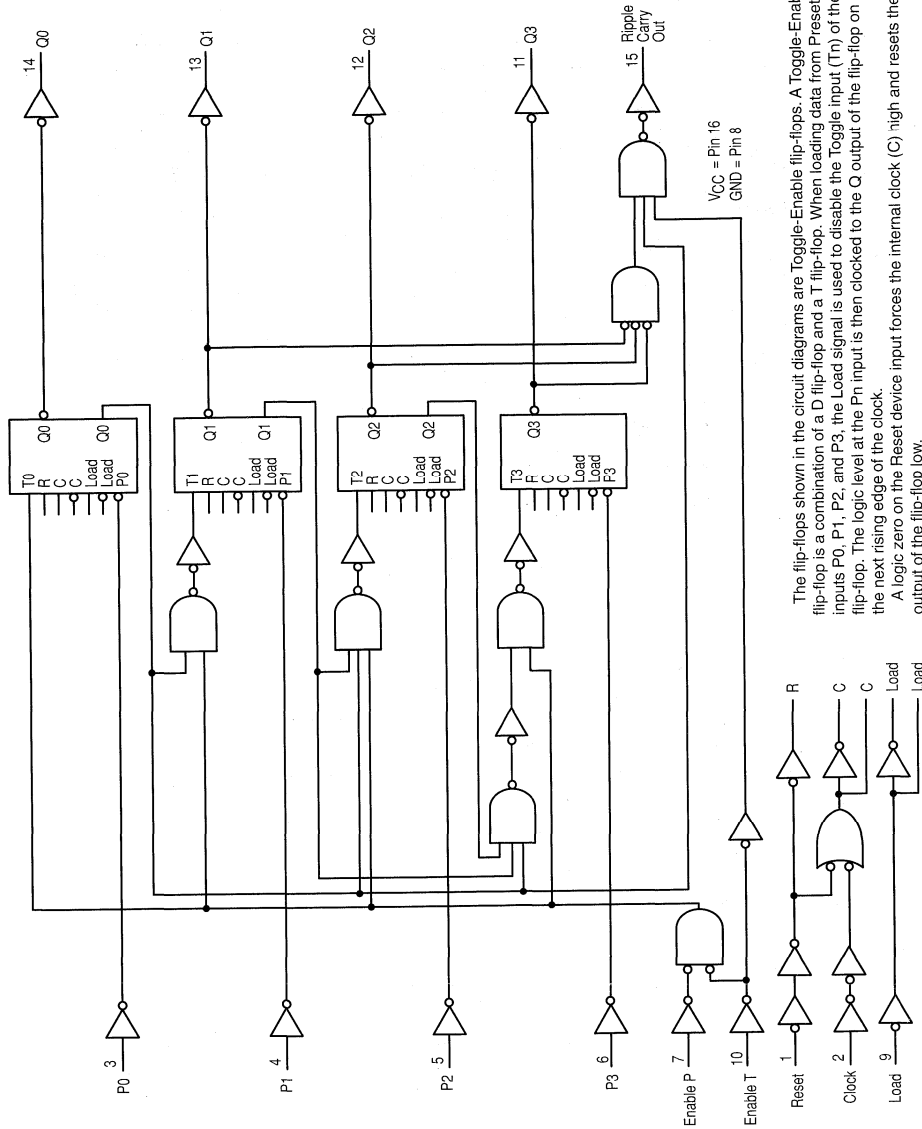 14 Q0
13 Q1
12 Q2
11 Q3
15 Ripple
Carry
Out
VCC = Pin 16
GND = Pin 8
T0
R
C
C
Load
Load
P0
Q0
Q0
T1
R
C
C
Load
Load
P1
Q1
Q1
T2
R
C
C
Load
Load
P2
Q2
Q2
T3
R
C
C
Load
Load
P3
Q3
P0 3
P1 4
P2 5
P3 6
Enable P 7
Enable T 10
Reset 1
Clock 2
Load 9
R
C
C
Load
Load
The flip-flops shown in the circuit diagrams are Toggle-Enable flip-flops. A Toggle-Enab
flip-flop is a combination of a D flip-flop and a T flip-flop. When loading data from Preset
inputs P0, P1, P2, and P3, the Load signal is used to disable the Toggle input (Tn) of the
flip-flop. The logic level at the Pn input is then clocked to the Q output of the flip-flop on
the next rising edge of the clock.
A logic zero on the Reset device input forces the internal clock (C) high and resets the
output of the flip-flop low.